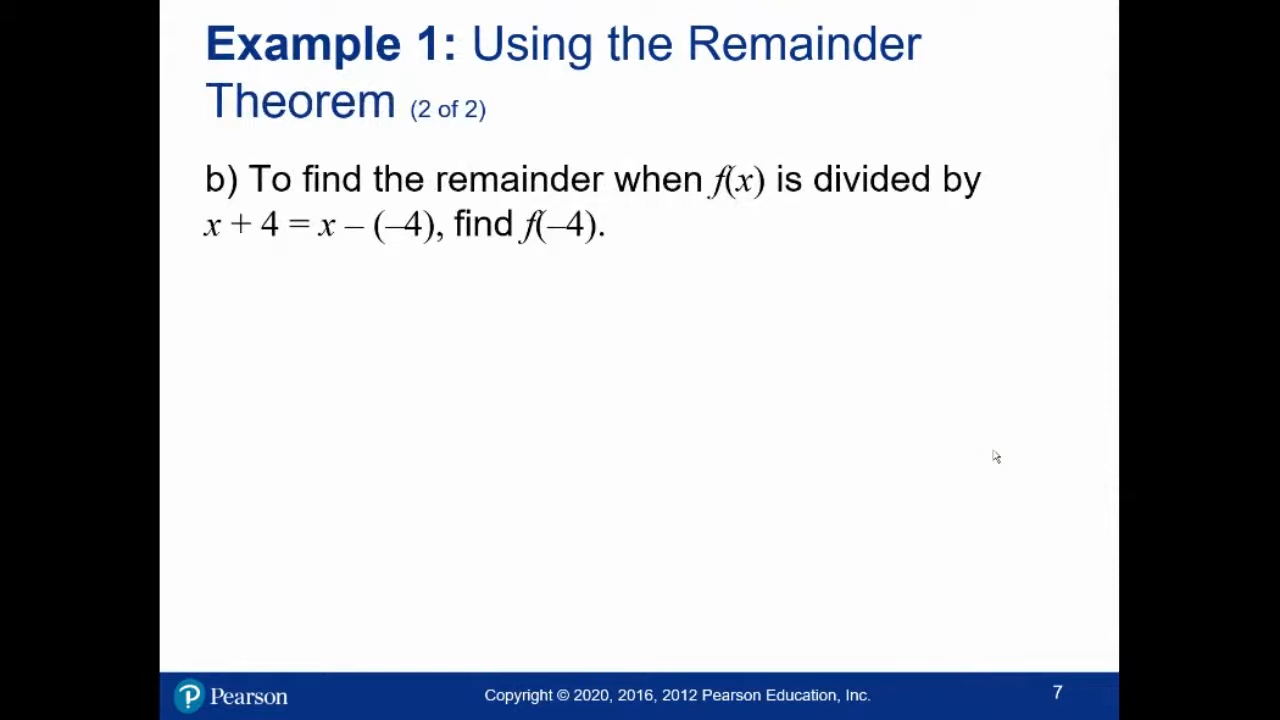 Example 1: Using the Remainder
Theorem (2 of 2)
b) To find the remainder when f(x) is divided by
x + 4 = x – (–4), find f(–4).
Pearson
Copyright © 2020, 2016, 2012 Pearson Education, Inc.
7